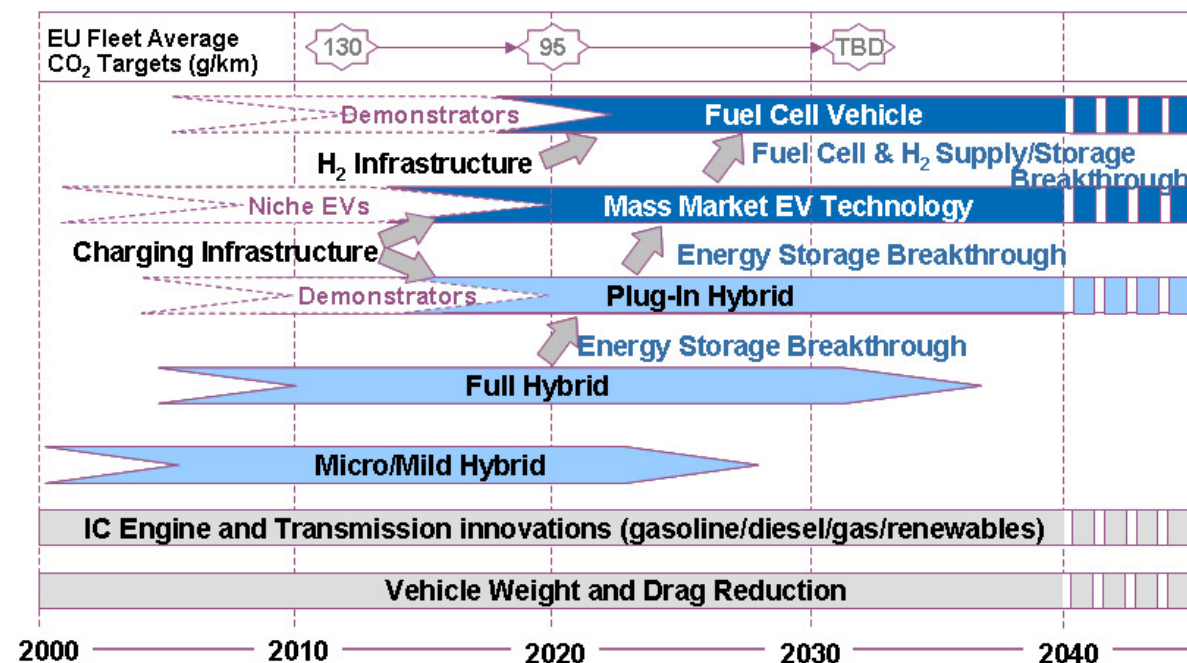 EU Fleet Average
CO₂ Targets (g/km)
130
95
TBD
Demonstrators
Fuel Cell Vehicle
H₂ Infrastructure
Fuel Cell & H₂ Supply/Storage
Breakthrough
Niche EVs
Mass Market EV Technology
Charging Infrastructure
Energy Storage Breakthrough
Demonstrators
Plug-In Hybrid
Energy Storage Breakthrough
Full Hybrid
Micro/Mild Hybrid
IC Engine and Transmission innovations (gasoline/diesel/gas/renewables)
Vehicle Weight and Drag Reduction
2000 2010 2020 2030 2040